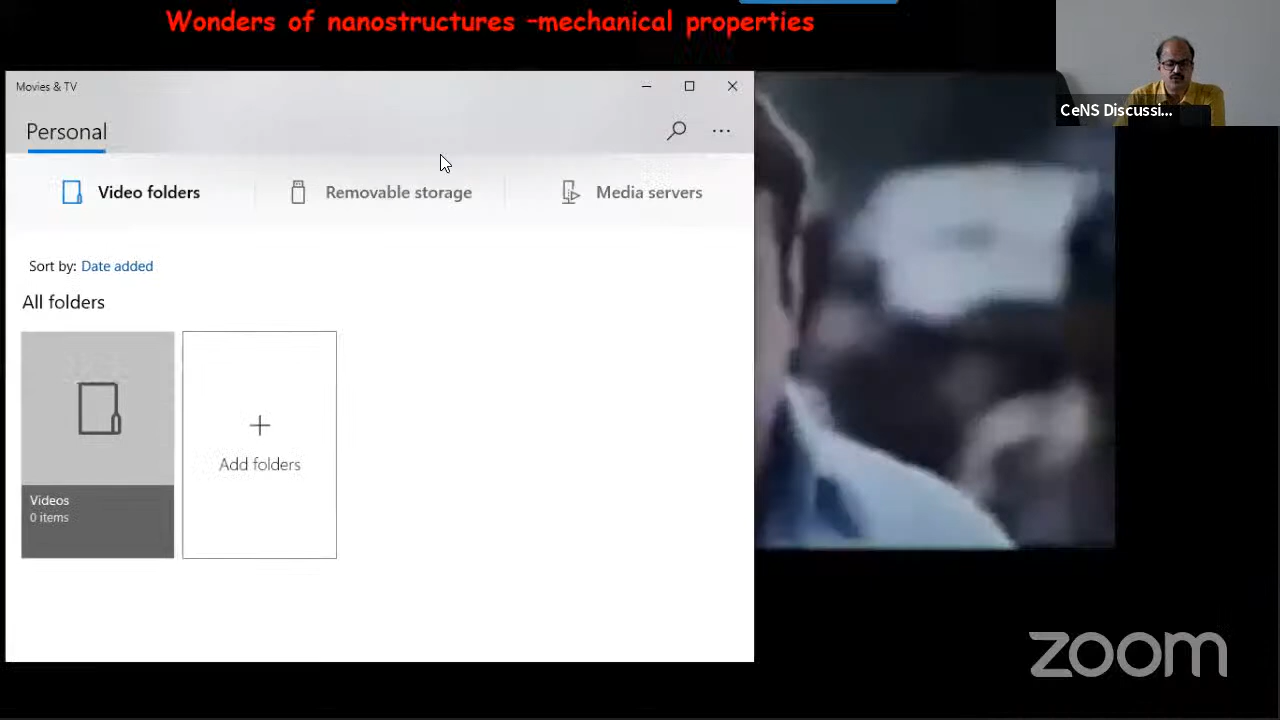 Wonders of nanostructures -mechanical properties
CeNS Discussi...
Movies & TV
Personal
Video folders
Removable storage
Media servers
Sort by: Date added
All folders
Add folders
Videos
0 items
zoom